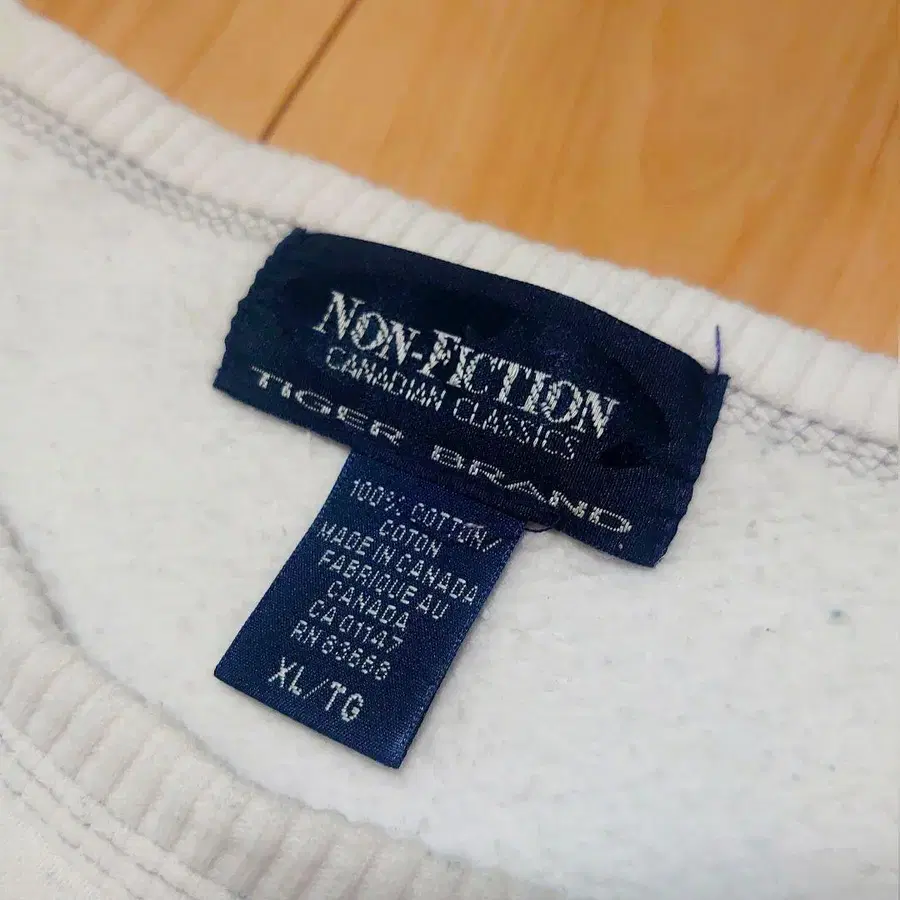 NON-FICTION
CANADIAN CLASSICS
TIGER BRAND
100% COTTON/
COTON
MADE IN CANADA
FABRIQUE AU
CANADA
CA 01147
RN 63668
XL/TG